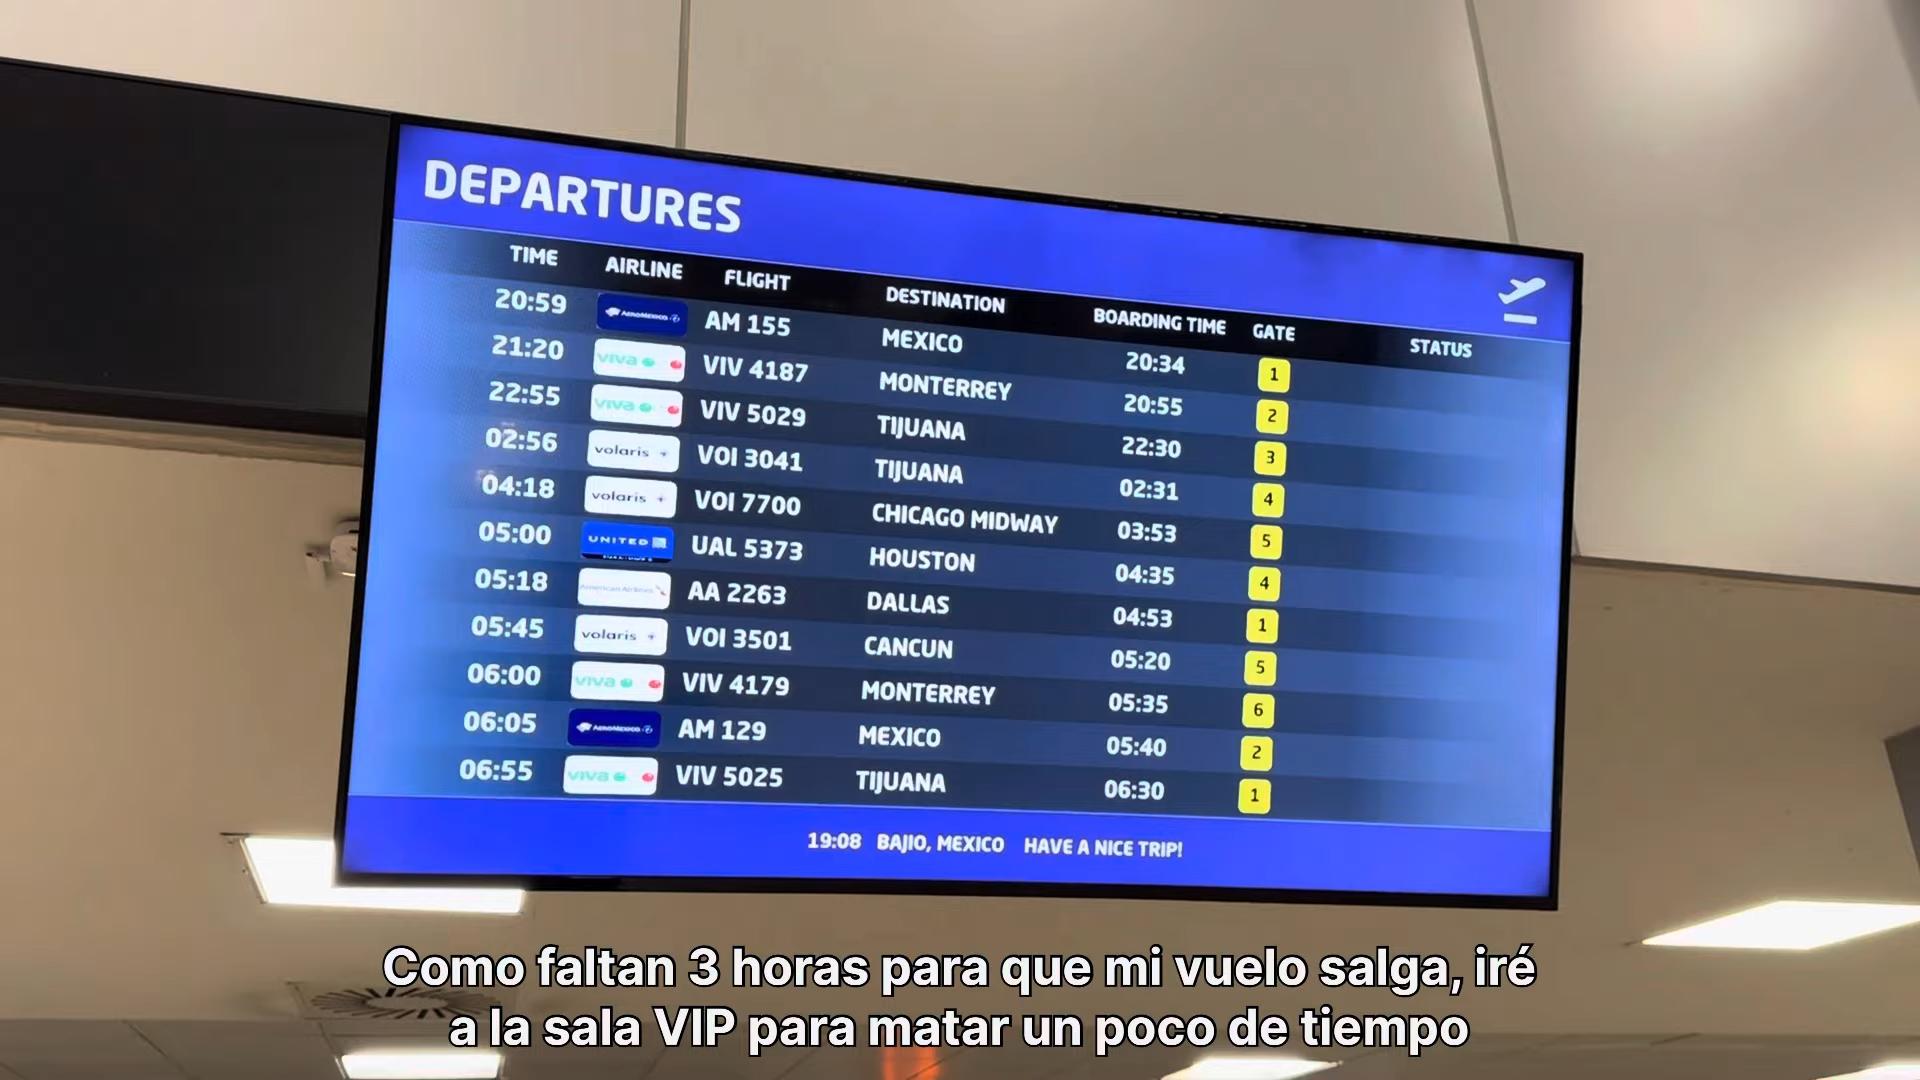 DEPARTURES
TIME AIRLINE FLIGHT DESTINATION BOARDING TIME GATE STATUS
20:59 AEROMEXICO AM 155 MEXICO 20:34 1
21:20 viva AM VIV 4187 MONTERREY 20:55 2
22:55 viva VIV 5029 TIJUANA 22:30 3
02:56 volaris VOI 3041 TIJUANA 02:31 4
04:18 volaris VOI 7700 CHICAGO MIDWAY 03:53 5
05:00 UNITED UAL 5373 HOUSTON 04:35 4
05:18 American Airlines AA 2263 DALLAS 04:53 1
05:45 volaris VOI 3501 CANCUN 05:20 5
06:00 viva VIV 4179 MONTERREY 05:35 6
06:05 AEROMEXICO AM 129 MEXICO 05:40 2
06:55 viva VIV 5025 TIJUANA 06:30 1
19:08 BAJIO, MEXICO HAVE A NICE TRIP!
Como faltan 3 horas para que mi vuelo salga, iré
a la sala VIP para matar un poco de tiempo